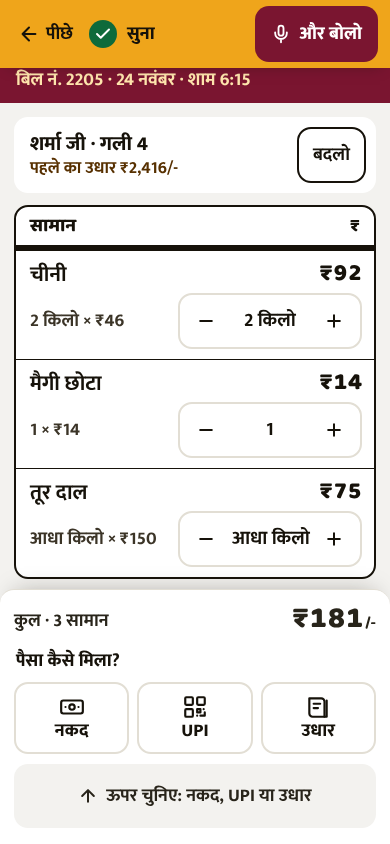 पीछे
सुना
और बोलो
बिल नं. 2205 · 24 नवंबर · शाम 6:15
शर्मा जी · गली 4
पहले का उधार ₹2,416/-
बदलो
सामान ₹
चीनी ₹92
2 किलो × ₹46 − 2 किलो +
मैगी छोटा ₹14
1 × ₹14 − 1 +
तूर दाल ₹75
आधा किलो × ₹150 − आधा किलो +
कुल · 3 सामान ₹181/-
पैसा कैसे मिला?
नकद
UPI
उधार
ऊपर चुनिए: नकद, UPI या उधार